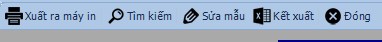 Xuất ra máy in Tìm kiếm Sửa mẫu Kết xuất Đóng